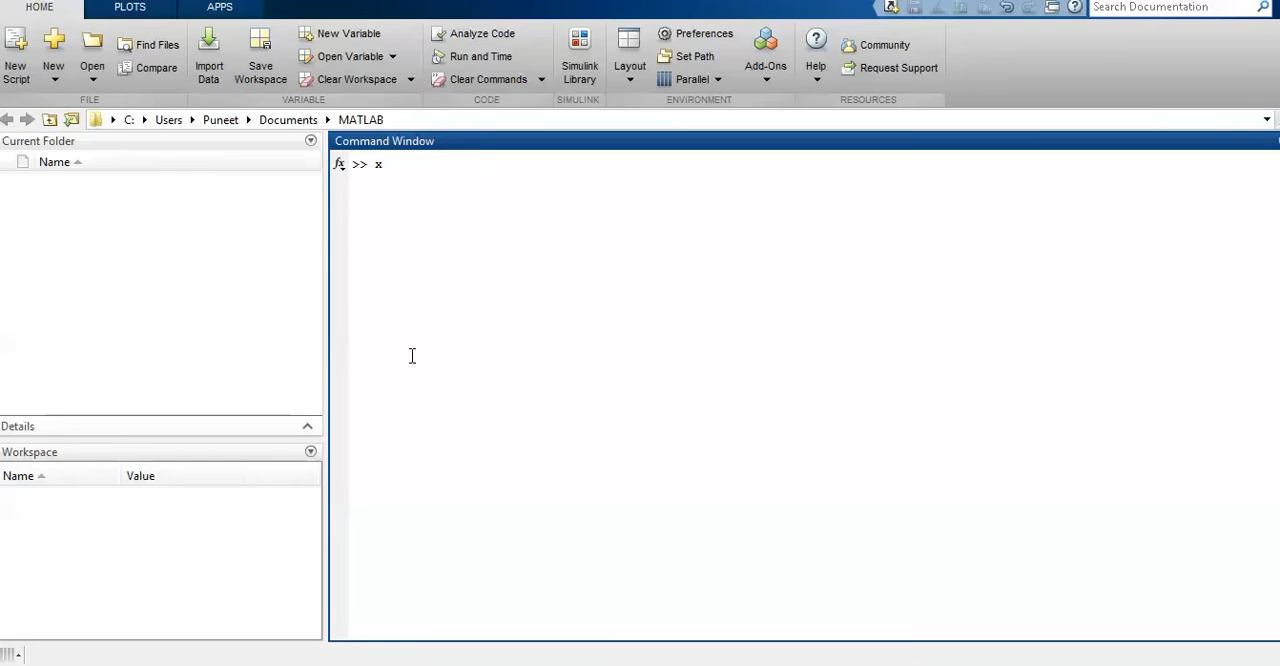 HOME PLOTS APPS
Search Documentation
New Script
New
Open
Find Files
Compare
FILE
Import Data
Save Workspace
New Variable
Open Variable
Clear Workspace
VARIABLE
Analyze Code
Run and Time
Clear Commands
CODE
Simulink Library
SIMULINK
Layout
Preferences
Set Path
Parallel
Add-Ons
ENVIRONMENT
? Help
Community
Request Support
RESOURCES
C: Users Puneet Documents MATLAB
Current Folder
Name
Details
Workspace
Name Value
Command Window
fx >> x